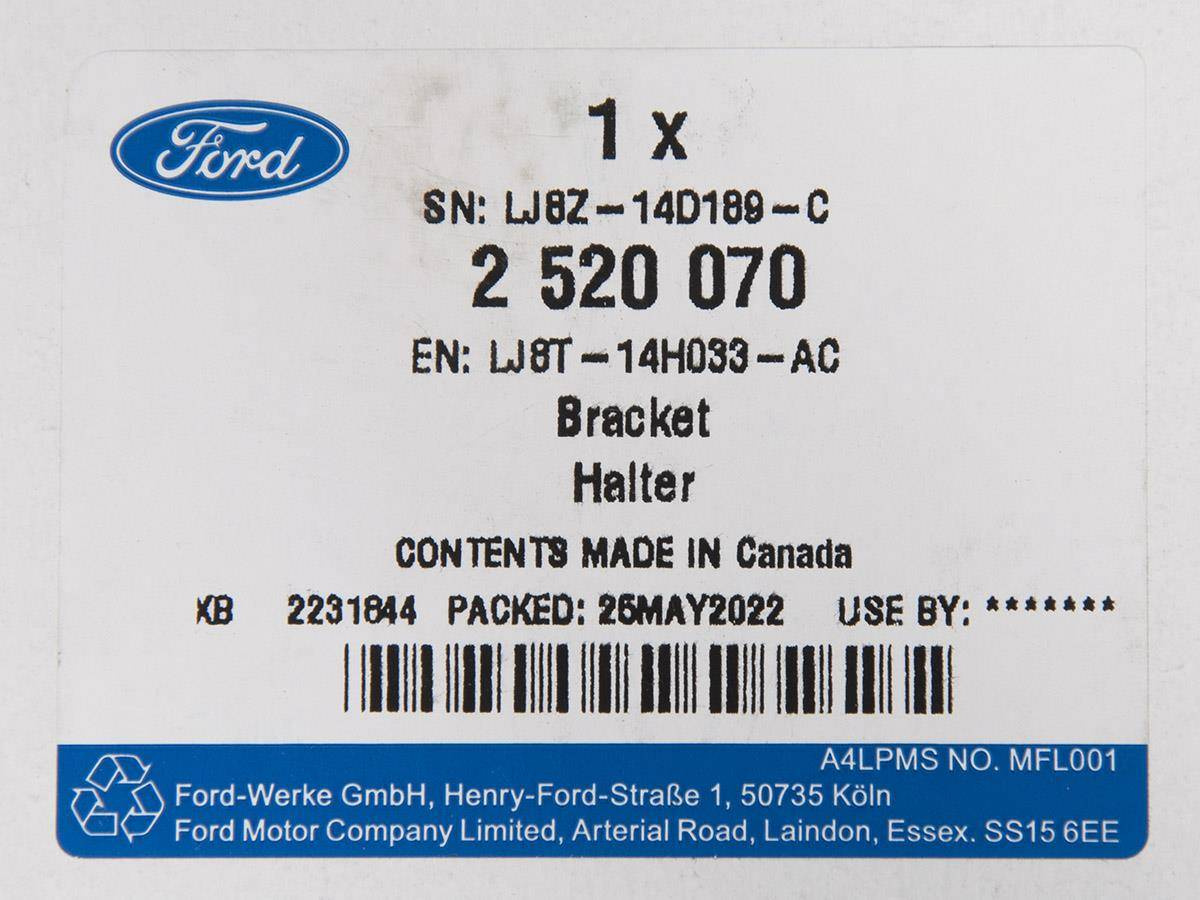 Ford
1 x
SN: LJ8Z-14D189-C
2 520 070
EN: LJ8T-14H033-AC
Bracket
Halter
CONTENTS MADE IN Canada
XB 2231844 PACKED: 25MAY2022 USE BY: *******
A4LPMS NO. MFL001
Ford-Werke GmbH, Henry-Ford-Straße 1, 50735 Köln
Ford Motor Company Limited, Arterial Road, Laindon, Essex. SS15 6EE